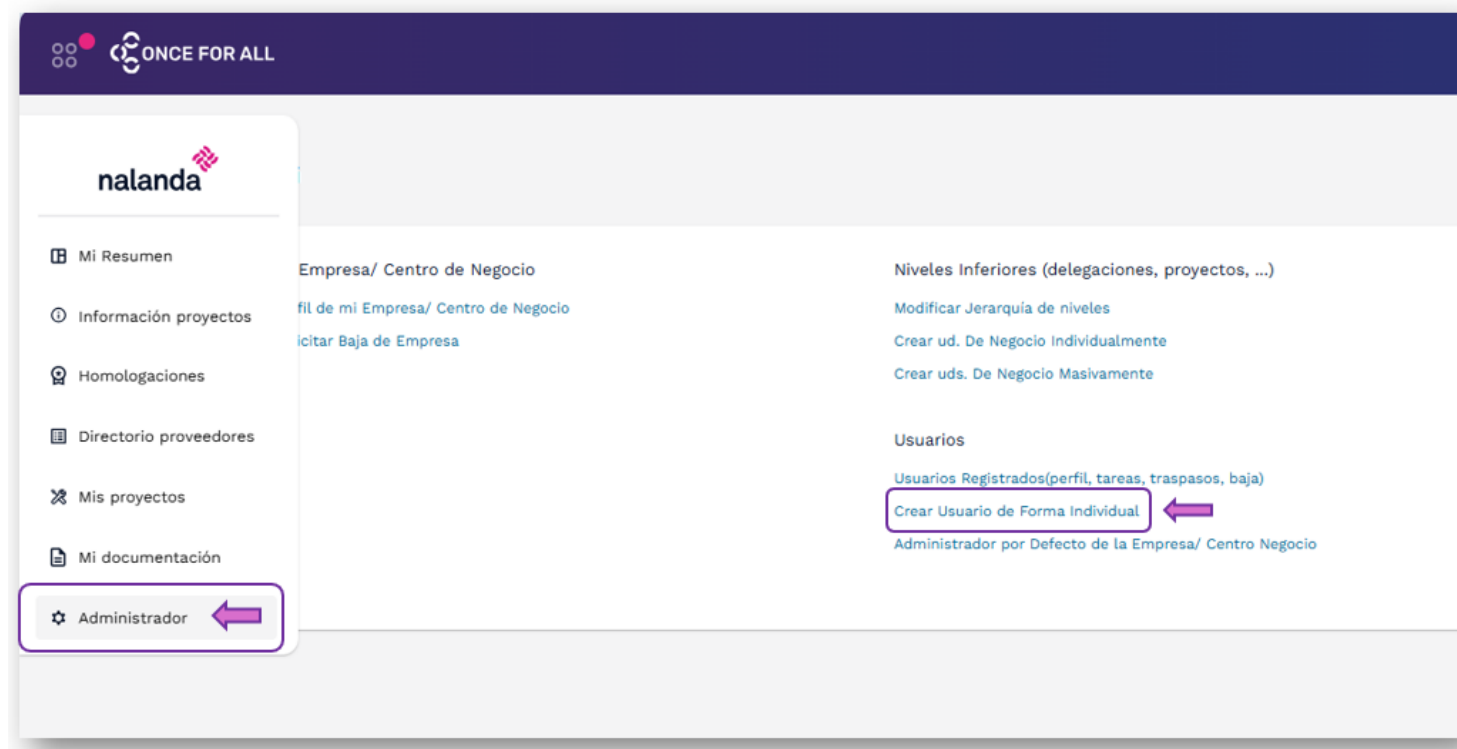 ONCE FOR ALL
nalanda
Mi Resumen
Información proyectos
Homologaciones
Directorio proveedores
Mis proyectos
Mi documentación
Administrador
Empresa/ Centro de Negocio
fil de mi Empresa/ Centro de Negocio
icitar Baja de Empresa
Niveles Inferiores (delegaciones, proyectos, ...)
Modificar Jerarquía de niveles
Crear ud. De Negocio Individualmente
Crear uds. De Negocio Masivamente
Usuarios
Usuarios Registrados(perfil, tareas, traspasos, baja)
Crear Usuario de Forma Individual
Administrador por Defecto de la Empresa/ Centro Negocio